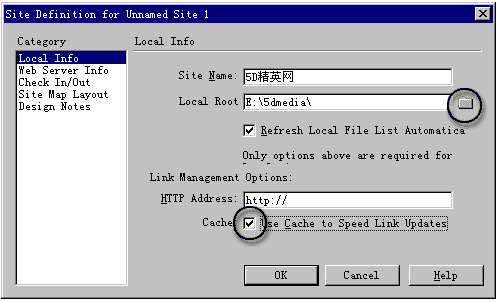 Site Definition for Unnamed Site 1
Category
Local Info
Web Server Info
Check In/Out
Site Map Layout
Design Notes
Local Info
Site Name:
5D精英网
Local Root
E:\5dmedia\
Refresh Local File List Automatica
Only options above are required for
Link Management Options:
HTTP Address:
http://
Cache
Use Cache to Speed Link Updates
OK
Cancel
Help